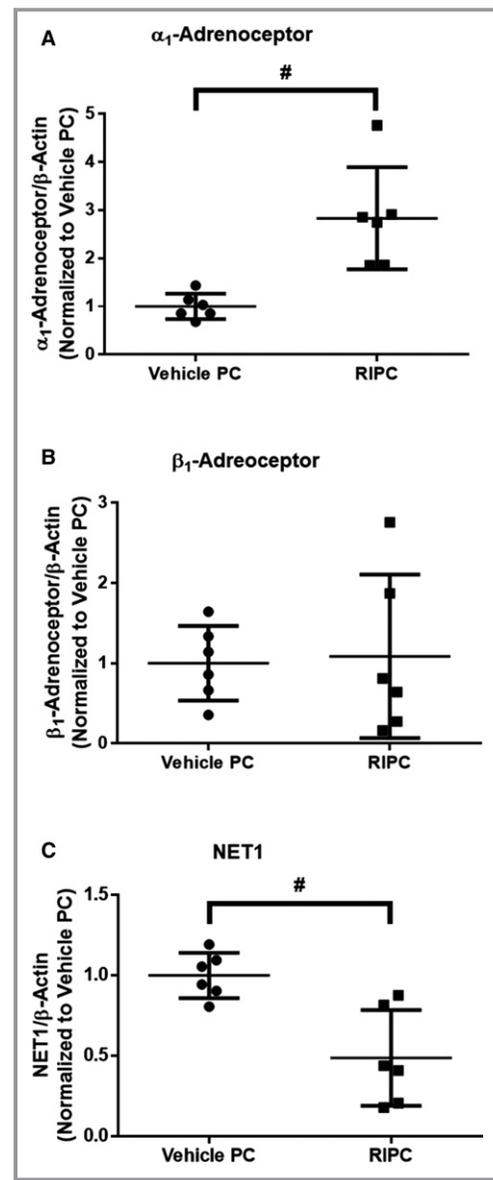 A
α1-Adrenoceptor
#
α1-Adrenoceptor/β-Actin
(Normalized to Vehicle PC)
5
4
3
2
1
0
Vehicle PC RIPC
B
β1-Adreoceptor
β1-Adrenoceptor/β-Actin
(Normalized to Vehicle PC)
3
2
1
0
Vehicle PC RIPC
C
NET1
#
NET1/β-Actin
(Normalized to Vehicle PC)
1.5
1.0
0.5
0.0
Vehicle PC RIPC